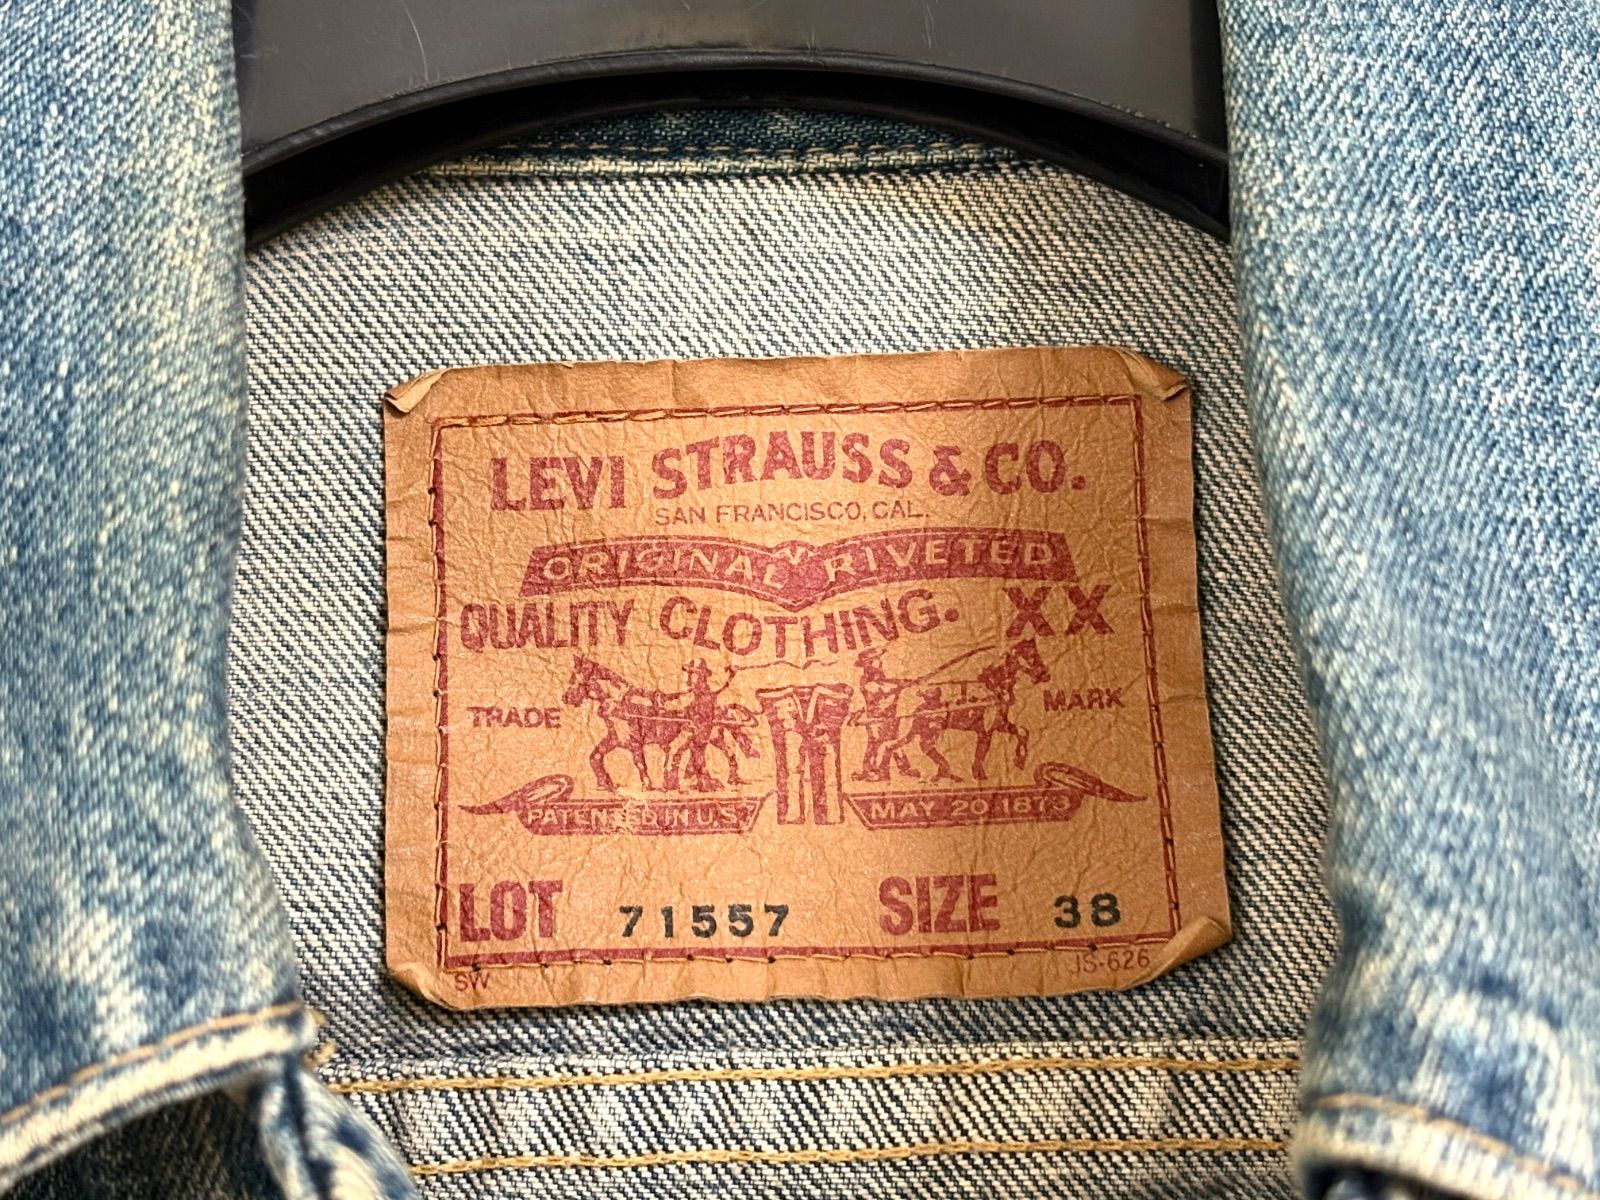 LEVI STRAUSS & CO.
SAN FRANCISCO, CAL.
ORIGINAL RIVETED
QUALITY CLOTHING. XX
TRADE MARK
PATENTED IN U.S. MAY 20 1873
LOT 71557 SIZE 38
SW JS-626